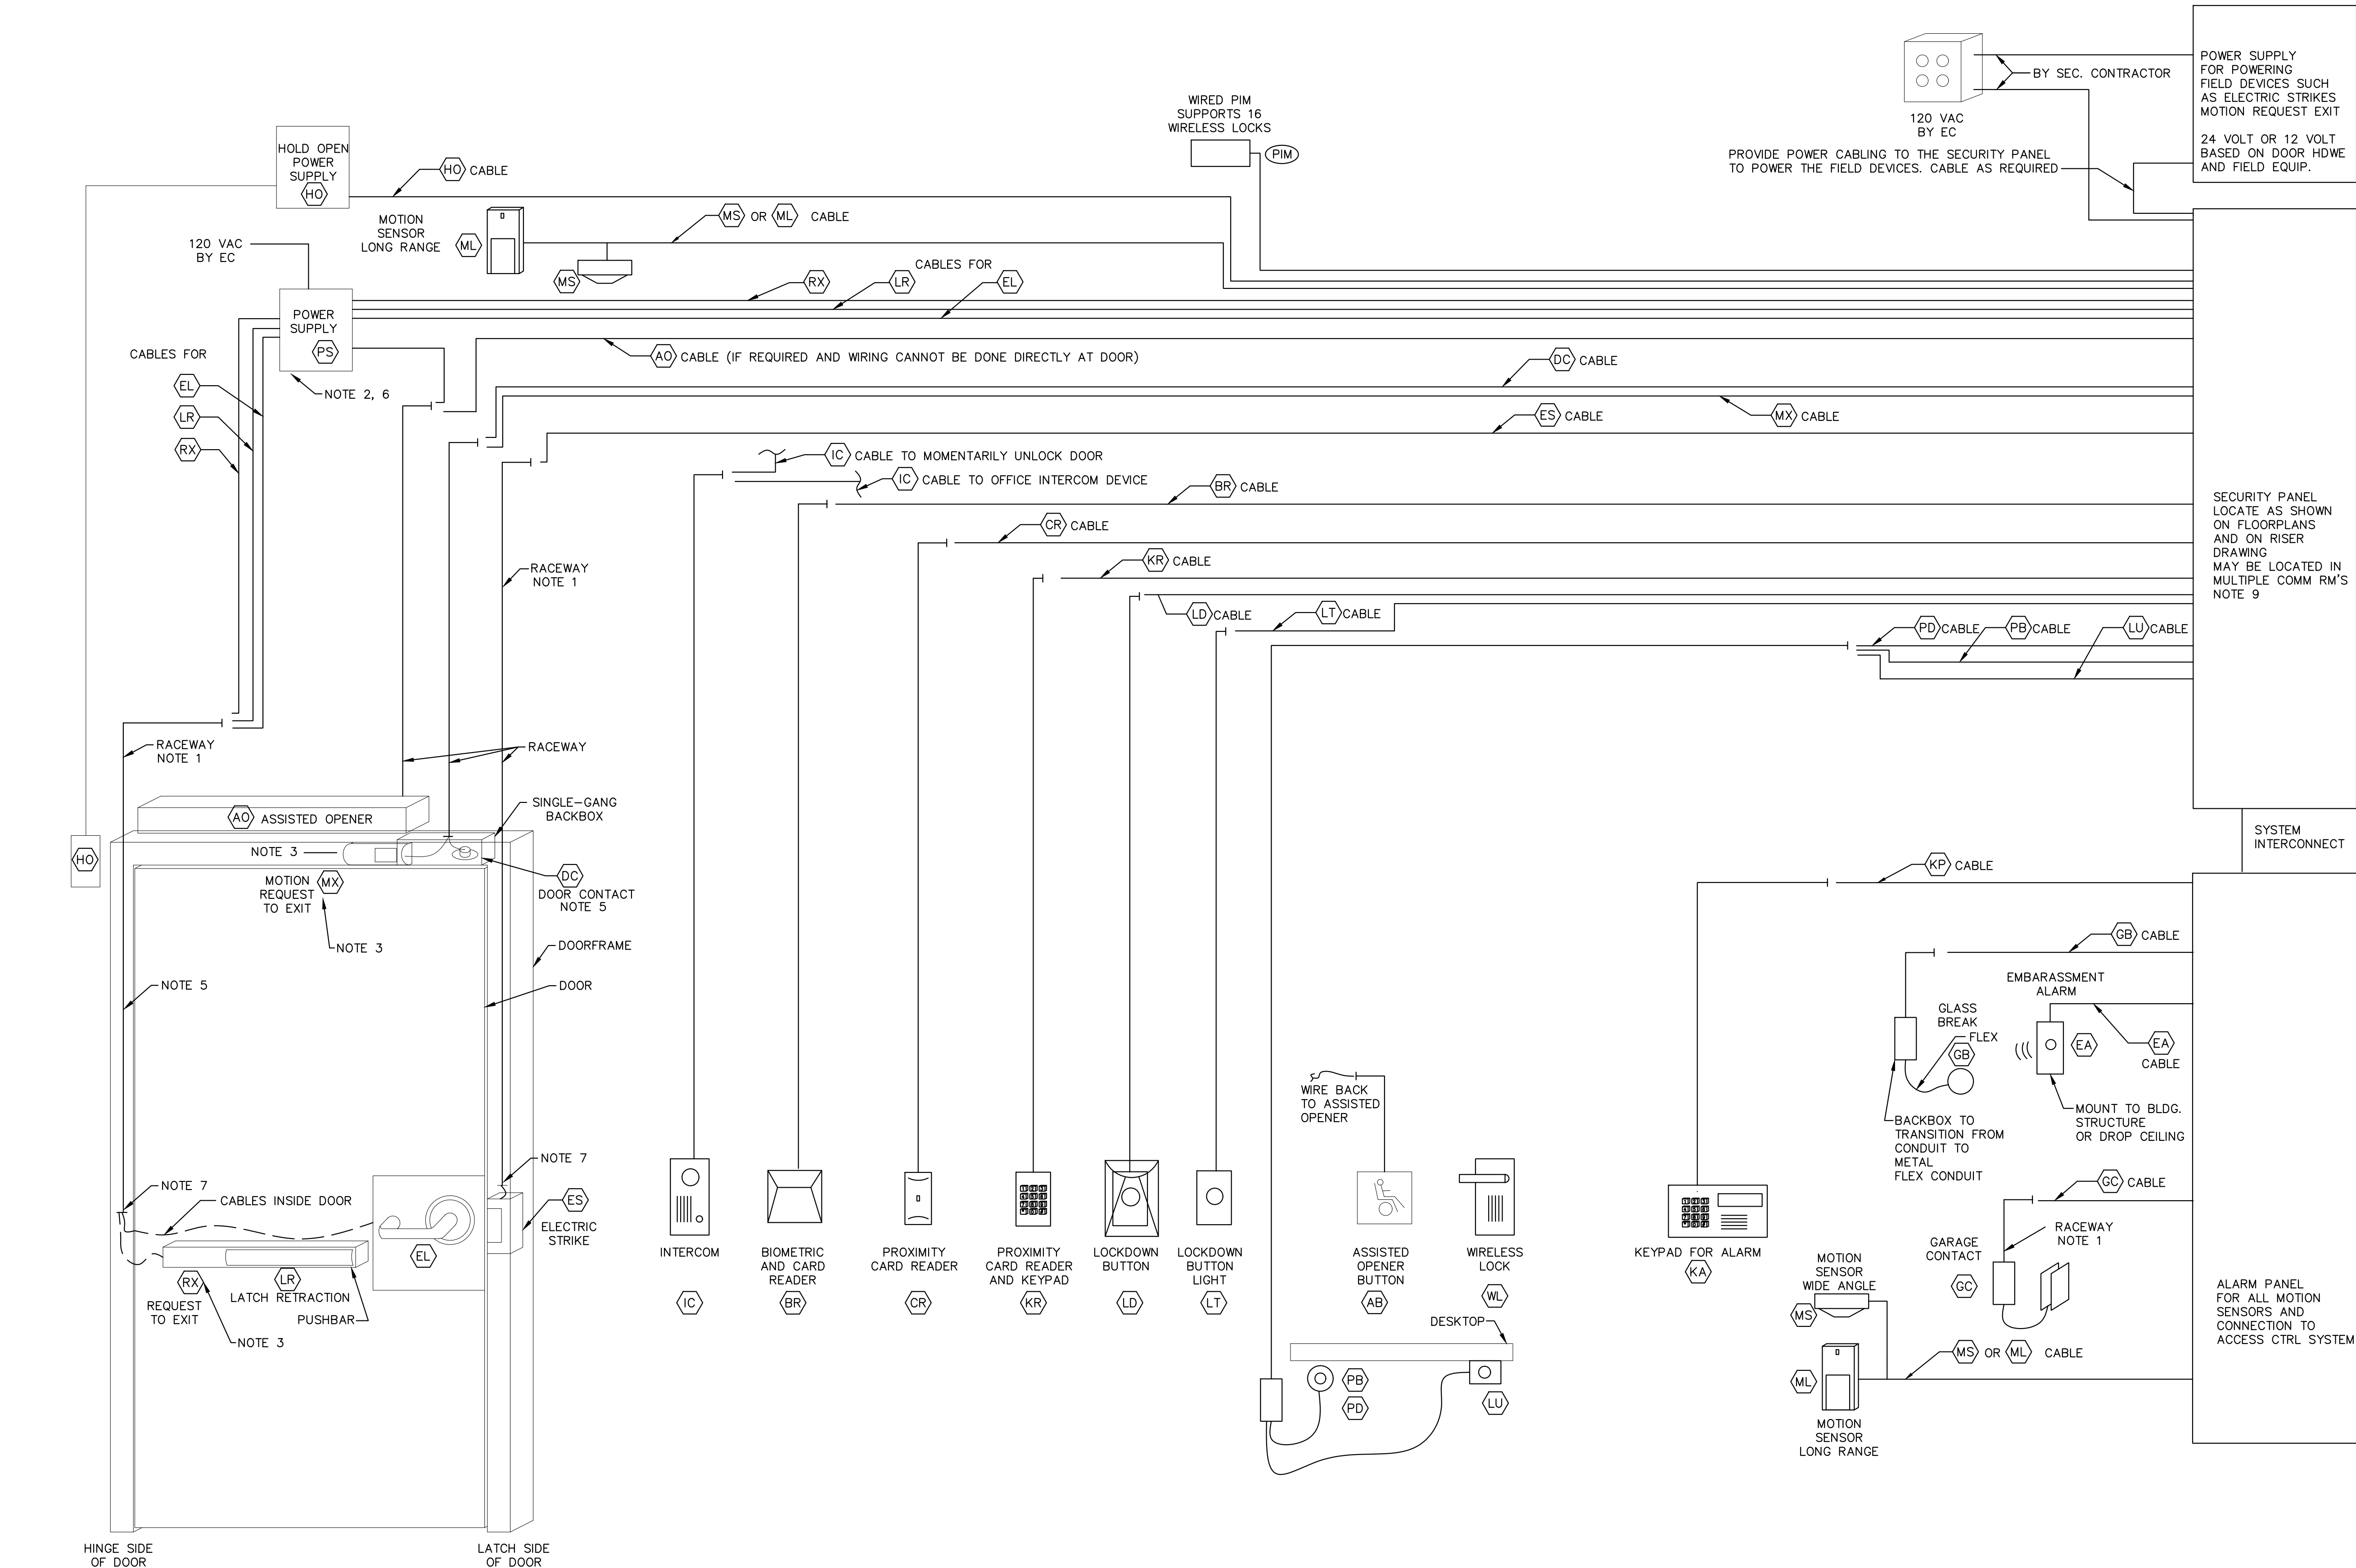 POWER SUPPLY
FOR POWERING
FIELD DEVICES SUCH
AS ELECTRIC STRIKES
MOTION REQUEST EXIT
24 VOLT OR 12 VOLT
BASED ON DOOR HDWE
AND FIELD EQUIP.
BY SEC. CONTRACTOR
120 VAC
BY EC
PROVIDE POWER CABLING TO THE SECURITY PANEL
TO POWER THE FIELD DEVICES. CABLE AS REQUIRED
WIRED PIM
SUPPORTS 16
WIRELESS LOCKS
PIM
HOLD OPEN
POWER
SUPPLY
HO
HO CABLE
MOTION
SENSOR
LONG RANGE
ML
MS OR ML CABLE
MS
120 VAC
BY EC
CABLES FOR
RX
LR
EL
POWER
SUPPLY
PS
CABLES FOR
EL
LR
RX
NOTE 2, 6
AO CABLE (IF REQUIRED AND WIRING CANNOT BE DONE DIRECTLY AT DOOR)
DC CABLE
MX CABLE
ES CABLE
IC CABLE TO MOMENTARILY UNLOCK DOOR
IC CABLE TO OFFICE INTERCOM DEVICE
BR CABLE
CR CABLE
KR CABLE
LD CABLE
LT CABLE
PD CABLE
PB CABLE
LU CABLE
SECURITY PANEL
LOCATE AS SHOWN
ON FLOORPLANS
AND ON RISER
DRAWING
MAY BE LOCATED IN
MULTIPLE COMM RM'S
NOTE 9
RACEWAY
NOTE 1
RACEWAY
NOTE 1
RACEWAY
AO ASSISTED OPENER
SINGLE-GANG
BACKBOX
HO
NOTE 3
MOTION
REQUEST
TO EXIT
MX
NOTE 3
DC
DOOR CONTACT
NOTE 5
DOORFRAME
DOOR
NOTE 5
NOTE 7
NOTE 7
CABLES INSIDE DOOR
ES
ELECTRIC
STRIKE
EL
RX
REQUEST
TO EXIT
LR
LATCH RETRACTION
PUSHBAR
NOTE 3
HINGE SIDE
OF DOOR
LATCH SIDE
OF DOOR
INTERCOM
IC
BIOMETRIC
AND CARD
READER
BR
PROXIMITY
CARD READER
CR
PROXIMITY
CARD READER
AND KEYPAD
KR
LOCKDOWN
BUTTON
LD
LOCKDOWN
BUTTON
LIGHT
LT
WIRE BACK
TO ASSISTED
OPENER
ASSISTED
OPENER
BUTTON
AB
WIRELESS
LOCK
WL
DESKTOP
PB
PD
LU
SYSTEM
INTERCONNECT
KP CABLE
KEYPAD FOR ALARM
KA
GB CABLE
GLASS
BREAK
FLEX
GB
BACKBOX TO
TRANSITION FROM
CONDUIT TO
METAL
FLEX CONDUIT
EMBARASSMENT
ALARM
EA
EA
CABLE
MOUNT TO BLDG.
STRUCTURE
OR DROP CEILING
GC CABLE
RACEWAY
NOTE 1
GARAGE
CONTACT
GC
MOTION
SENSOR
WIDE ANGLE
MS
MS OR ML CABLE
ML
MOTION
SENSOR
LONG RANGE
ALARM PANEL
FOR ALL MOTION
SENSORS AND
CONNECTION TO
ACCESS CTRL SYSTEM